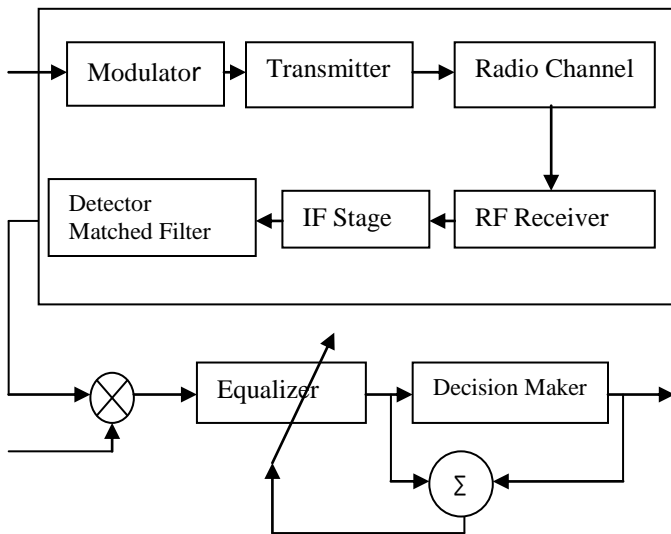 Modulator
Transmitter
Radio Channel
Detector
Matched Filter
IF Stage
RF Receiver
Equalizer
Decision Maker
Σ